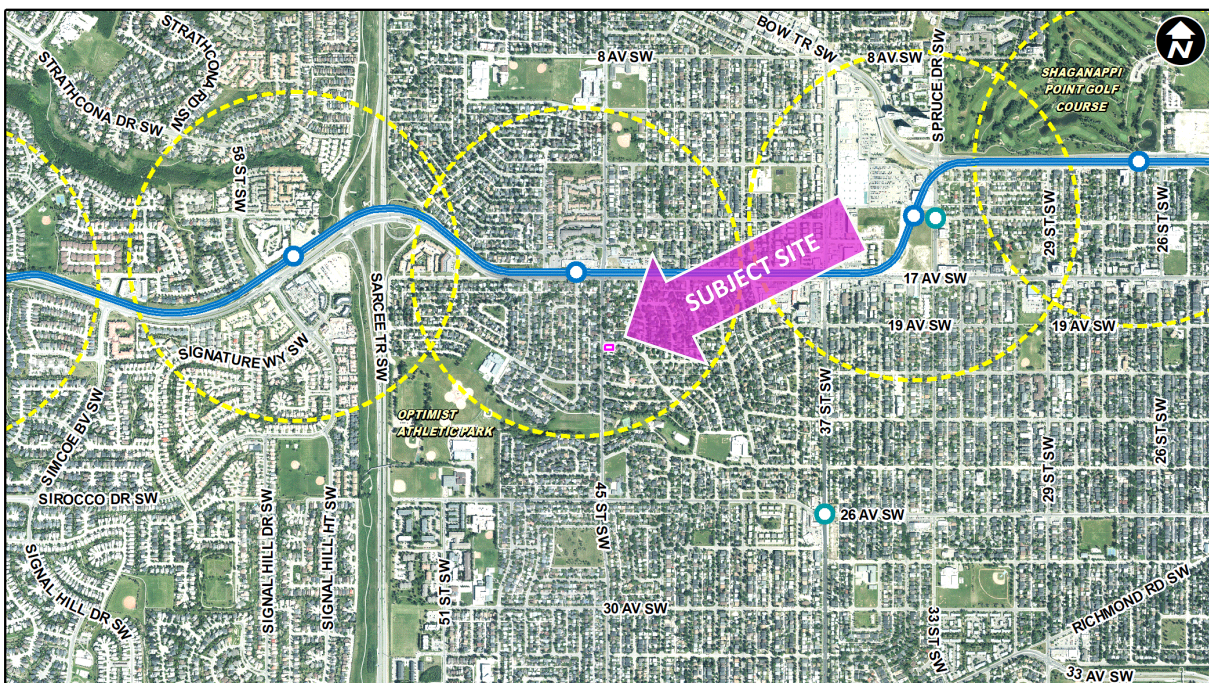 STRATHCONA RD SW
BOW TR SW
N
8 AV SW
8 AV SW
SPRUCE DR SW
SHAGANAPPI
POINT GOLF
COURSE
STRATHCONA DR SW
58 ST SW
29 ST SW
26 ST SW
SUBJECT SITE
17 AV SW
SARCEE TR SW
19 AV SW
19 AV SW
SIGNATURE WY SW
SIMCOE BV SW
OPTIMIST
ATHLETIC PARK
37 ST SW
29 ST SW
26 ST SW
SIROCCO DR SW
SIGNAL HILL DR SW
SIGNAL HILL HT SW
45 ST SW
26 AV SW
SIGNAL HILL DR SW
51 ST SW
30 AV SW
33 ST SW
RICHMOND RD SW
33 AV SW